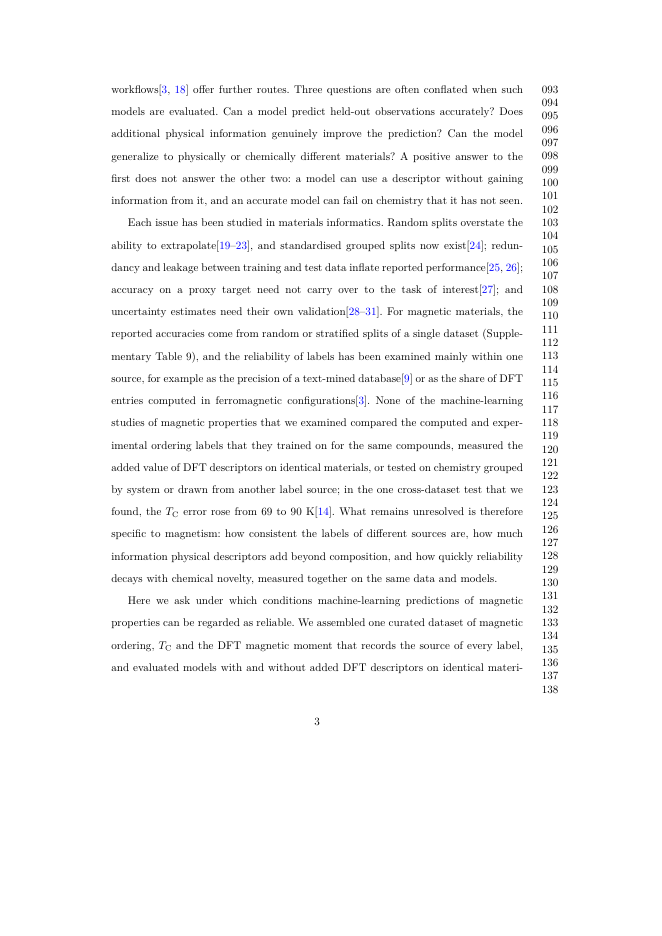 workflows[3, 18] offer further routes. Three questions are often conflated when such
models are evaluated. Can a model predict held-out observations accurately? Does
additional physical information genuinely improve the prediction? Can the model
generalize to physically or chemically different materials? A positive answer to the
first does not answer the other two: a model can use a descriptor without gaining
information from it, and an accurate model can fail on chemistry that it has not seen.
Each issue has been studied in materials informatics. Random splits overstate the
ability to extrapolate[19–23], and standardised grouped splits now exist[24]; redun-
dancy and leakage between training and test data inflate reported performance[25, 26];
accuracy on a proxy target need not carry over to the task of interest[27]; and
uncertainty estimates need their own validation[28–31]. For magnetic materials, the
reported accuracies come from random or stratified splits of a single dataset (Supple-
mentary Table 9), and the reliability of labels has been examined mainly within one
source, for example as the precision of a text-mined database[9] or as the share of DFT
entries computed in ferromagnetic configurations[3]. None of the machine-learning
studies of magnetic properties that we examined compared the computed and exper-
imental ordering labels that they trained on for the same compounds, measured the
added value of DFT descriptors on identical materials, or tested on chemistry grouped
by system or drawn from another label source; in the one cross-dataset test that we
found, the TC error rose from 69 to 90 K[14]. What remains unresolved is therefore
specific to magnetism: how consistent the labels of different sources are, how much
information physical descriptors add beyond composition, and how quickly reliability
decays with chemical novelty, measured together on the same data and models.
Here we ask under which conditions machine-learning predictions of magnetic
properties can be regarded as reliable. We assembled one curated dataset of magnetic
ordering, TC and the DFT magnetic moment that records the source of every label,
and evaluated models with and without added DFT descriptors on identical materi-
3
093
094
095
096
097
098
099
100
101
102
103
104
105
106
107
108
109
110
111
112
113
114
115
116
117
118
119
120
121
122
123
124
125
126
127
128
129
130
131
132
133
134
135
136
137
138